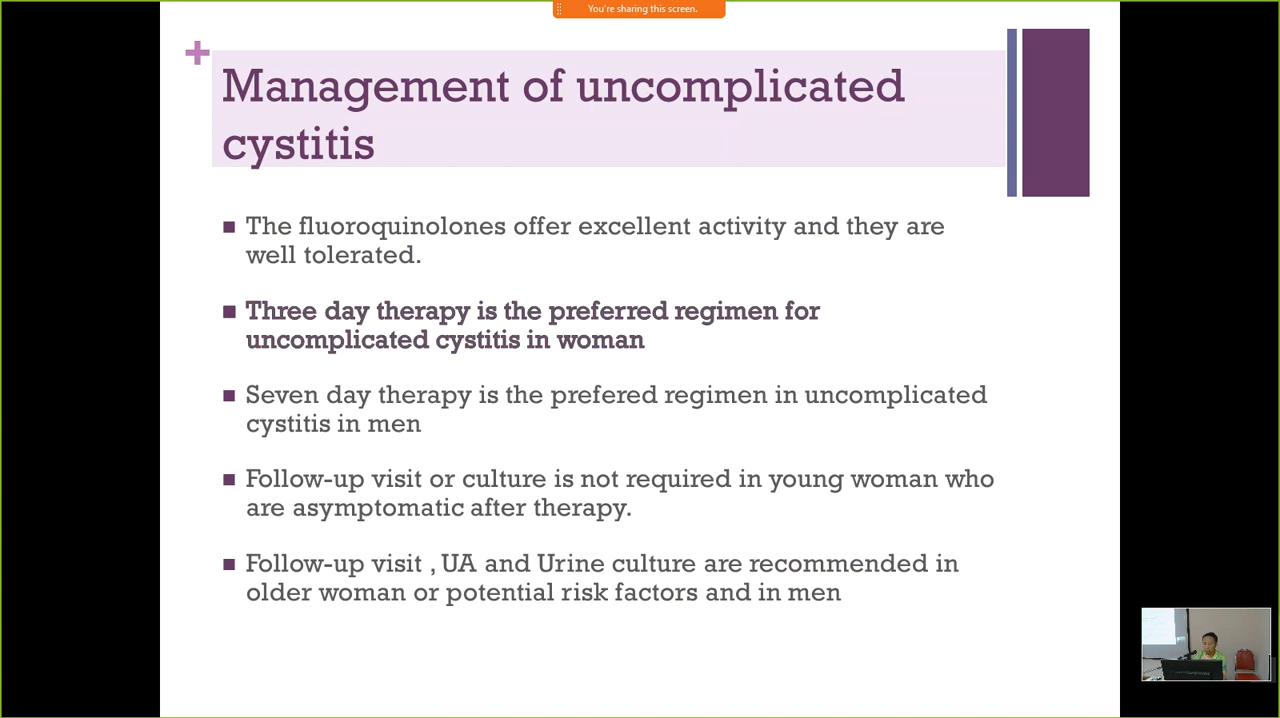 You're sharing this screen.
+
Management of uncomplicated
cystitis
The fluoroquinolones offer excellent activity and they are
well tolerated.
Three day therapy is the preferred regimen for
uncomplicated cystitis in woman
Seven day therapy is the prefered regimen in uncomplicated
cystitis in men
Follow-up visit or culture is not required in young woman who
are asymptomatic after therapy.
Follow-up visit , UA and Urine culture are recommended in
older woman or potential risk factors and in men